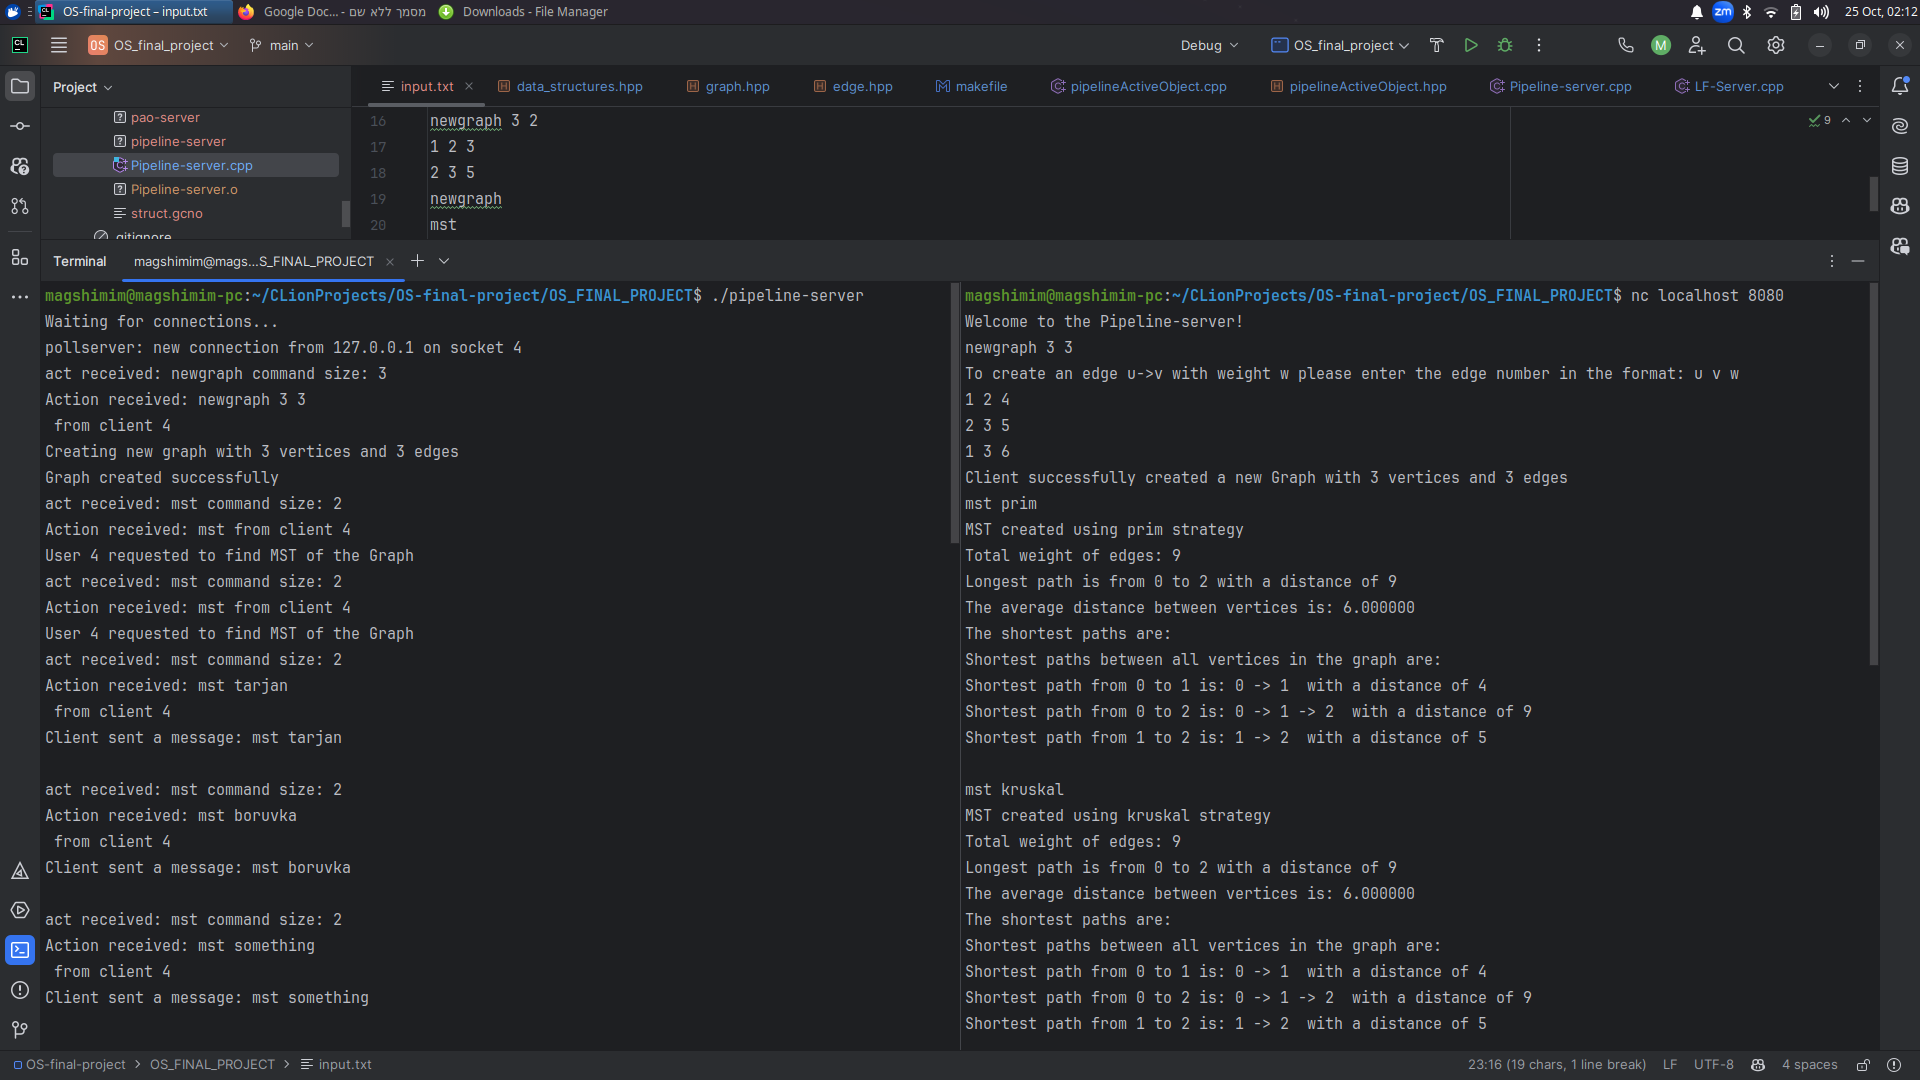 OS-final-project – input.txt
Google Doc... - מסמך ללא שם
Downloads - File Manager
zm
25 Oct, 02:12
CL
OS
OS_final_project
main
Debug
OS_final_project
M
Project
input.txt
data_structures.hpp
graph.hpp
edge.hpp
makefile
pipelineActiveObject.cpp
pipelineActiveObject.hpp
Pipeline-server.cpp
LF-Server.cpp
pao-server
pipeline-server
Pipeline-server.cpp
Pipeline-server.o
struct.gcno
.gitignore
16 newgraph 3 2
17 1 2 3
18 2 3 5
19 newgraph
20 mst
9
Terminal
magshimim@mags...S_FINAL_PROJECT
magshimim@magshimim-pc:~/CLionProjects/OS-final-project/OS_FINAL_PROJECT$ ./pipeline-server
Waiting for connections...
pollserver: new connection from 127.0.0.1 on socket 4
act received: newgraph command size: 3
Action received: newgraph 3 3
from client 4
Creating new graph with 3 vertices and 3 edges
Graph created successfully
act received: mst command size: 2
Action received: mst from client 4
User 4 requested to find MST of the Graph
act received: mst command size: 2
Action received: mst from client 4
User 4 requested to find MST of the Graph
act received: mst command size: 2
Action received: mst tarjan
from client 4
Client sent a message: mst tarjan
act received: mst command size: 2
Action received: mst boruvka
from client 4
Client sent a message: mst boruvka
act received: mst command size: 2
Action received: mst something
from client 4
Client sent a message: mst something
magshimim@magshimim-pc:~/CLionProjects/OS-final-project/OS_FINAL_PROJECT$ nc localhost 8080
Welcome to the Pipeline-server!
newgraph 3 3
To create an edge u->v with weight w please enter the edge number in the format: u v w
1 2 4
2 3 5
1 3 6
Client successfully created a new Graph with 3 vertices and 3 edges
mst prim
MST created using prim strategy
Total weight of edges: 9
Longest path is from 0 to 2 with a distance of 9
The average distance between vertices is: 6.000000
The shortest paths are:
Shortest paths between all vertices in the graph are:
Shortest path from 0 to 1 is: 0 -> 1  with a distance of 4
Shortest path from 0 to 2 is: 0 -> 1 -> 2  with a distance of 9
Shortest path from 1 to 2 is: 1 -> 2  with a distance of 5
mst kruskal
MST created using kruskal strategy
Total weight of edges: 9
Longest path is from 0 to 2 with a distance of 9
The average distance between vertices is: 6.000000
The shortest paths are:
Shortest paths between all vertices in the graph are:
Shortest path from 0 to 1 is: 0 -> 1  with a distance of 4
Shortest path from 0 to 2 is: 0 -> 1 -> 2  with a distance of 9
Shortest path from 1 to 2 is: 1 -> 2  with a distance of 5
OS-final-project > OS_FINAL_PROJECT > input.txt
23:16 (19 chars, 1 line break)
LF
UTF-8
4 spaces